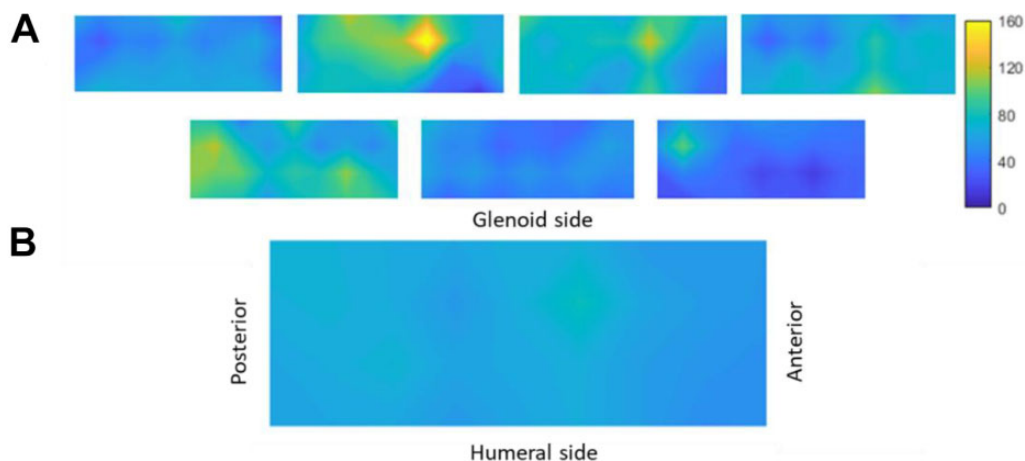 A
160
120
80
40
0
Glenoid side
B
Posterior
Anterior
Humeral side